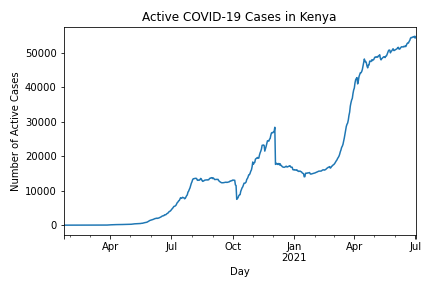 Active COVID-19 Cases in Kenya
Number of Active Cases
50000
40000
30000
20000
10000
0
Apr
Jul
Oct
Jan
2021
Apr
Jul
Day